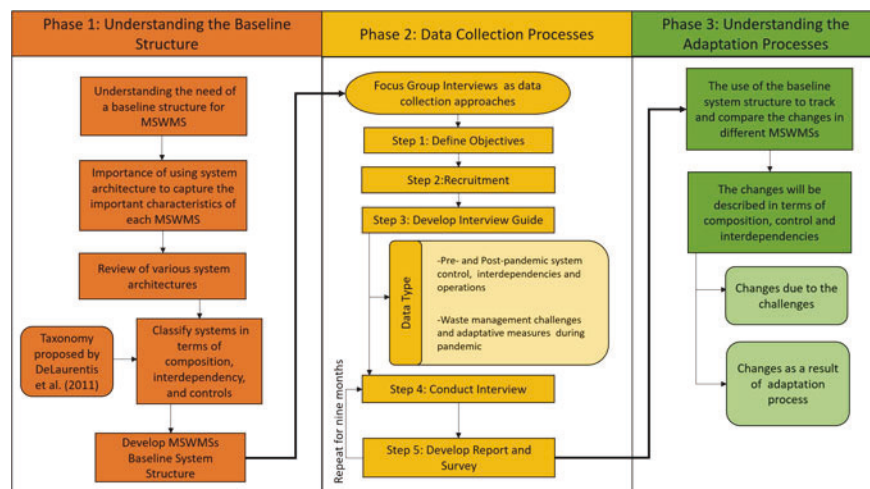 Phase 1: Understanding the Baseline
Structure
Understanding the need of
a baseline structure for
MSWMS
Importance of using system
architecture to capture the
important characteristics of
each MSWMS
Review of various system
architectures
Taxonomy
proposed by
DeLaurentis
et al. (2011)
Classify systems in
terms of
composition,
interdependency,
and controls
Develop MSWMSs
Baseline System
Structure
Phase 2: Data Collection Processes
Focus Group Interviews as data
collection approaches
Step 1: Define Objectives
Step 2:Recruitment
Step 3: Develop Interview Guide
Data Type
-Pre- and Post-pandemic system
control, interdependencies and
operations
-Waste management challenges
and adaptative measures during
pandemic
Repeat for nine months
Step 4: Conduct Interview
Step 5: Develop Report and
Survey
Phase 3: Understanding the
Adaptation Processes
The use of the baseline
system structure to track
and compare the changes in
different MSWMSs
The changes will be
described in terms of
composition, control and
interdependencies
Changes due to the
challenges
Changes as a result
of adaptation
process